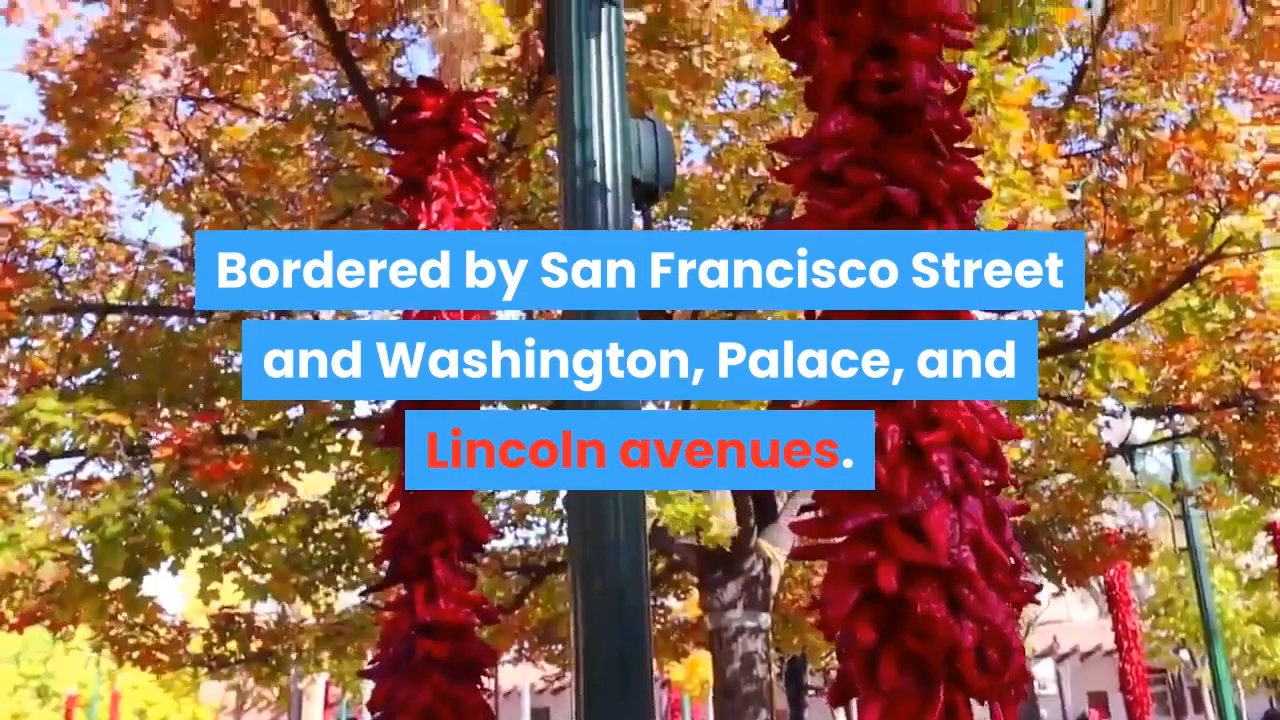 Bordered by San Francisco Street
and Washington, Palace, and
Lincoln avenues.